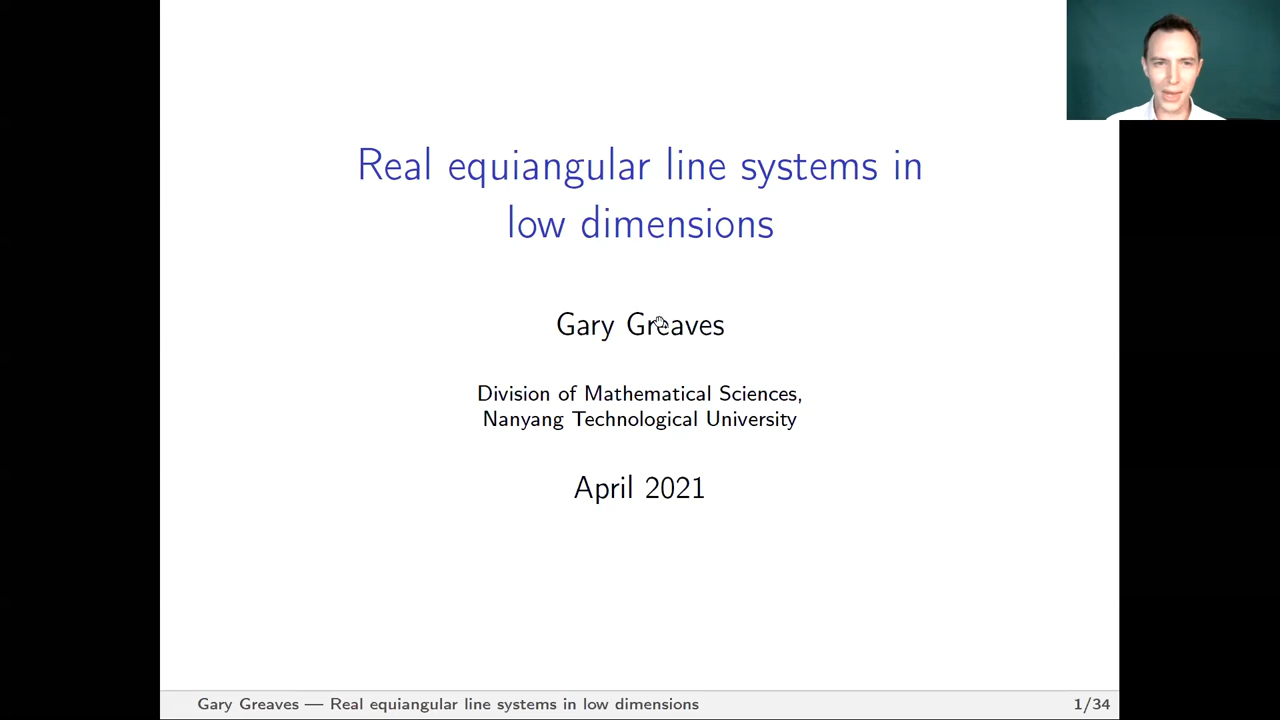 Real equiangular line systems in
low dimensions
Gary Greaves
Division of Mathematical Sciences,
Nanyang Technological University
April 2021
Gary Greaves — Real equiangular line systems in low dimensions 1/34